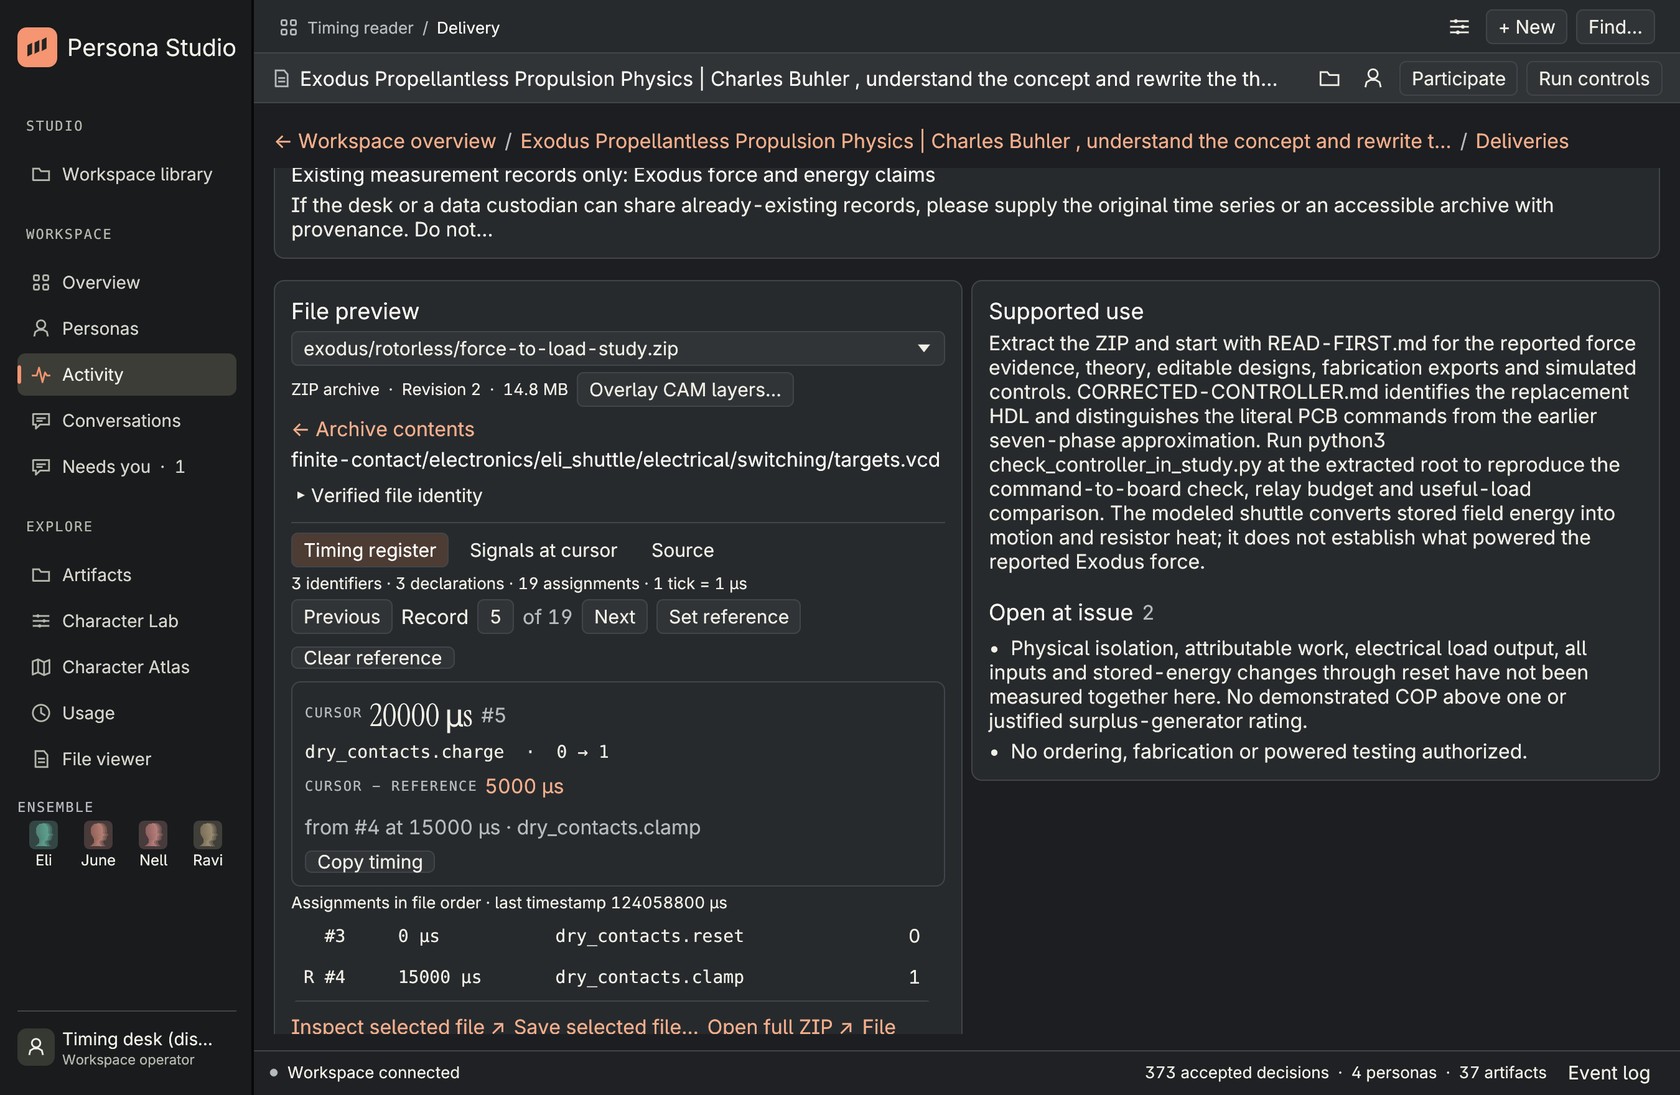 Persona Studio
STUDIO
Workspace library
WORKSPACE
Overview
Personas
Activity
Conversations
Needs you · 1
EXPLORE
Artifacts
Character Lab
Character Atlas
Usage
File viewer
ENSEMBLE
Eli June Nell Ravi
Timing desk (dis...
Workspace operator
Timing reader / Delivery
+ New
Find...
Exodus Propellantless Propulsion Physics | Charles Buhler , understand the concept and rewrite the th...
Participate
Run controls
← Workspace overview / Exodus Propellantless Propulsion Physics | Charles Buhler , understand the concept and rewrite t... / Deliveries
Existing measurement records only: Exodus force and energy claims
If the desk or a data custodian can share already-existing records, please supply the original time series or an accessible archive with
provenance. Do not...
File preview
exodus/rotorless/force-to-load-study.zip
ZIP archive · Revision 2 · 14.8 MB
Overlay CAM layers...
← Archive contents
finite-contact/electronics/eli_shuttle/electrical/switching/targets.vcd
▸ Verified file identity
Timing register
Signals at cursor
Source
3 identifiers · 3 declarations · 19 assignments · 1 tick = 1 µs
Previous Record 5 of 19 Next Set reference
Clear reference
CURSOR 20000 µs #5
dry_contacts.charge · 0 → 1
CURSOR – REFERENCE 5000 µs
from #4 at 15000 µs · dry_contacts.clamp
Copy timing
Assignments in file order · last timestamp 124058800 µs
#3 0 µs dry_contacts.reset 0
R #4 15000 µs dry_contacts.clamp 1
Inspect selected file ↗ Save selected file... Open full ZIP ↗ File
Supported use
Extract the ZIP and start with READ-FIRST.md for the reported force
evidence, theory, editable designs, fabrication exports and simulated
controls. CORRECTED-CONTROLLER.md identifies the replacement
HDL and distinguishes the literal PCB commands from the earlier
seven-phase approximation. Run python3
check_controller_in_study.py at the extracted root to reproduce the
command-to-board check, relay budget and useful-load
comparison. The modeled shuttle converts stored field energy into
motion and resistor heat; it does not establish what powered the
reported Exodus force.
Open at issue 2
• Physical isolation, attributable work, electrical load output, all
inputs and stored-energy changes through reset have not been
measured together here. No demonstrated COP above one or
justified surplus-generator rating.
• No ordering, fabrication or powered testing authorized.
Workspace connected
373 accepted decisions · 4 personas · 37 artifacts
Event log